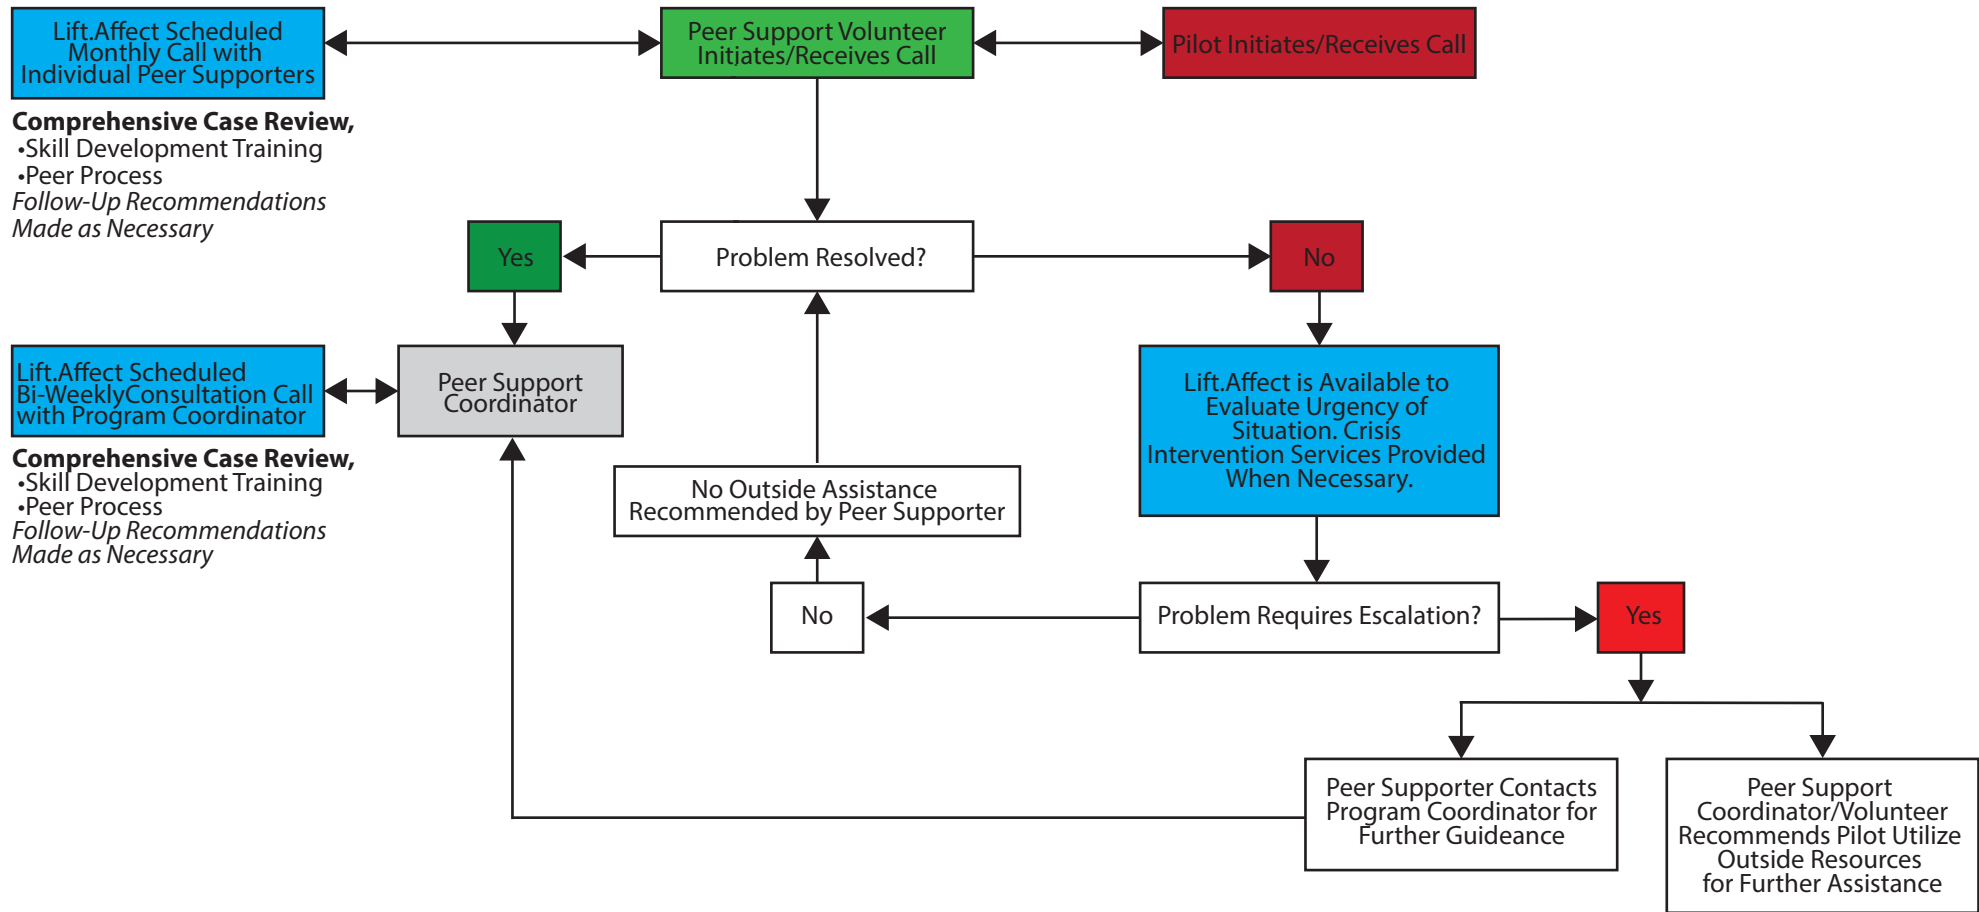 Lift.Affect Scheduled
Monthly Call with
Individual Peer Supporters
Peer Support Volunteer
Initiates/Receives Call
Pilot Initiates/Receives Call
Comprehensive Case Review,
•Skill Development Training
•Peer Process
Follow-Up Recommendations
Made as Necessary
Yes
Problem Resolved?
No
Lift.Affect Scheduled
Bi-WeeklyConsultation Call
with Program Coordinator
Peer Support
Coordinator
Lift.Affect is Available to
Evaluate Urgency of
Situation. Crisis
Intervention Services Provided
When Necessary.
Comprehensive Case Review,
•Skill Development Training
•Peer Process
Follow-Up Recommendations
Made as Necessary
No Outside Assistance
Recommended by Peer Supporter
No
Problem Requires Escalation?
Yes
Peer Supporter Contacts
Program Coordinator for
Further Guideance
Peer Support
Coordinator/Volunteer
Recommends Pilot Utilize
Outside Resources
for Further Assistance